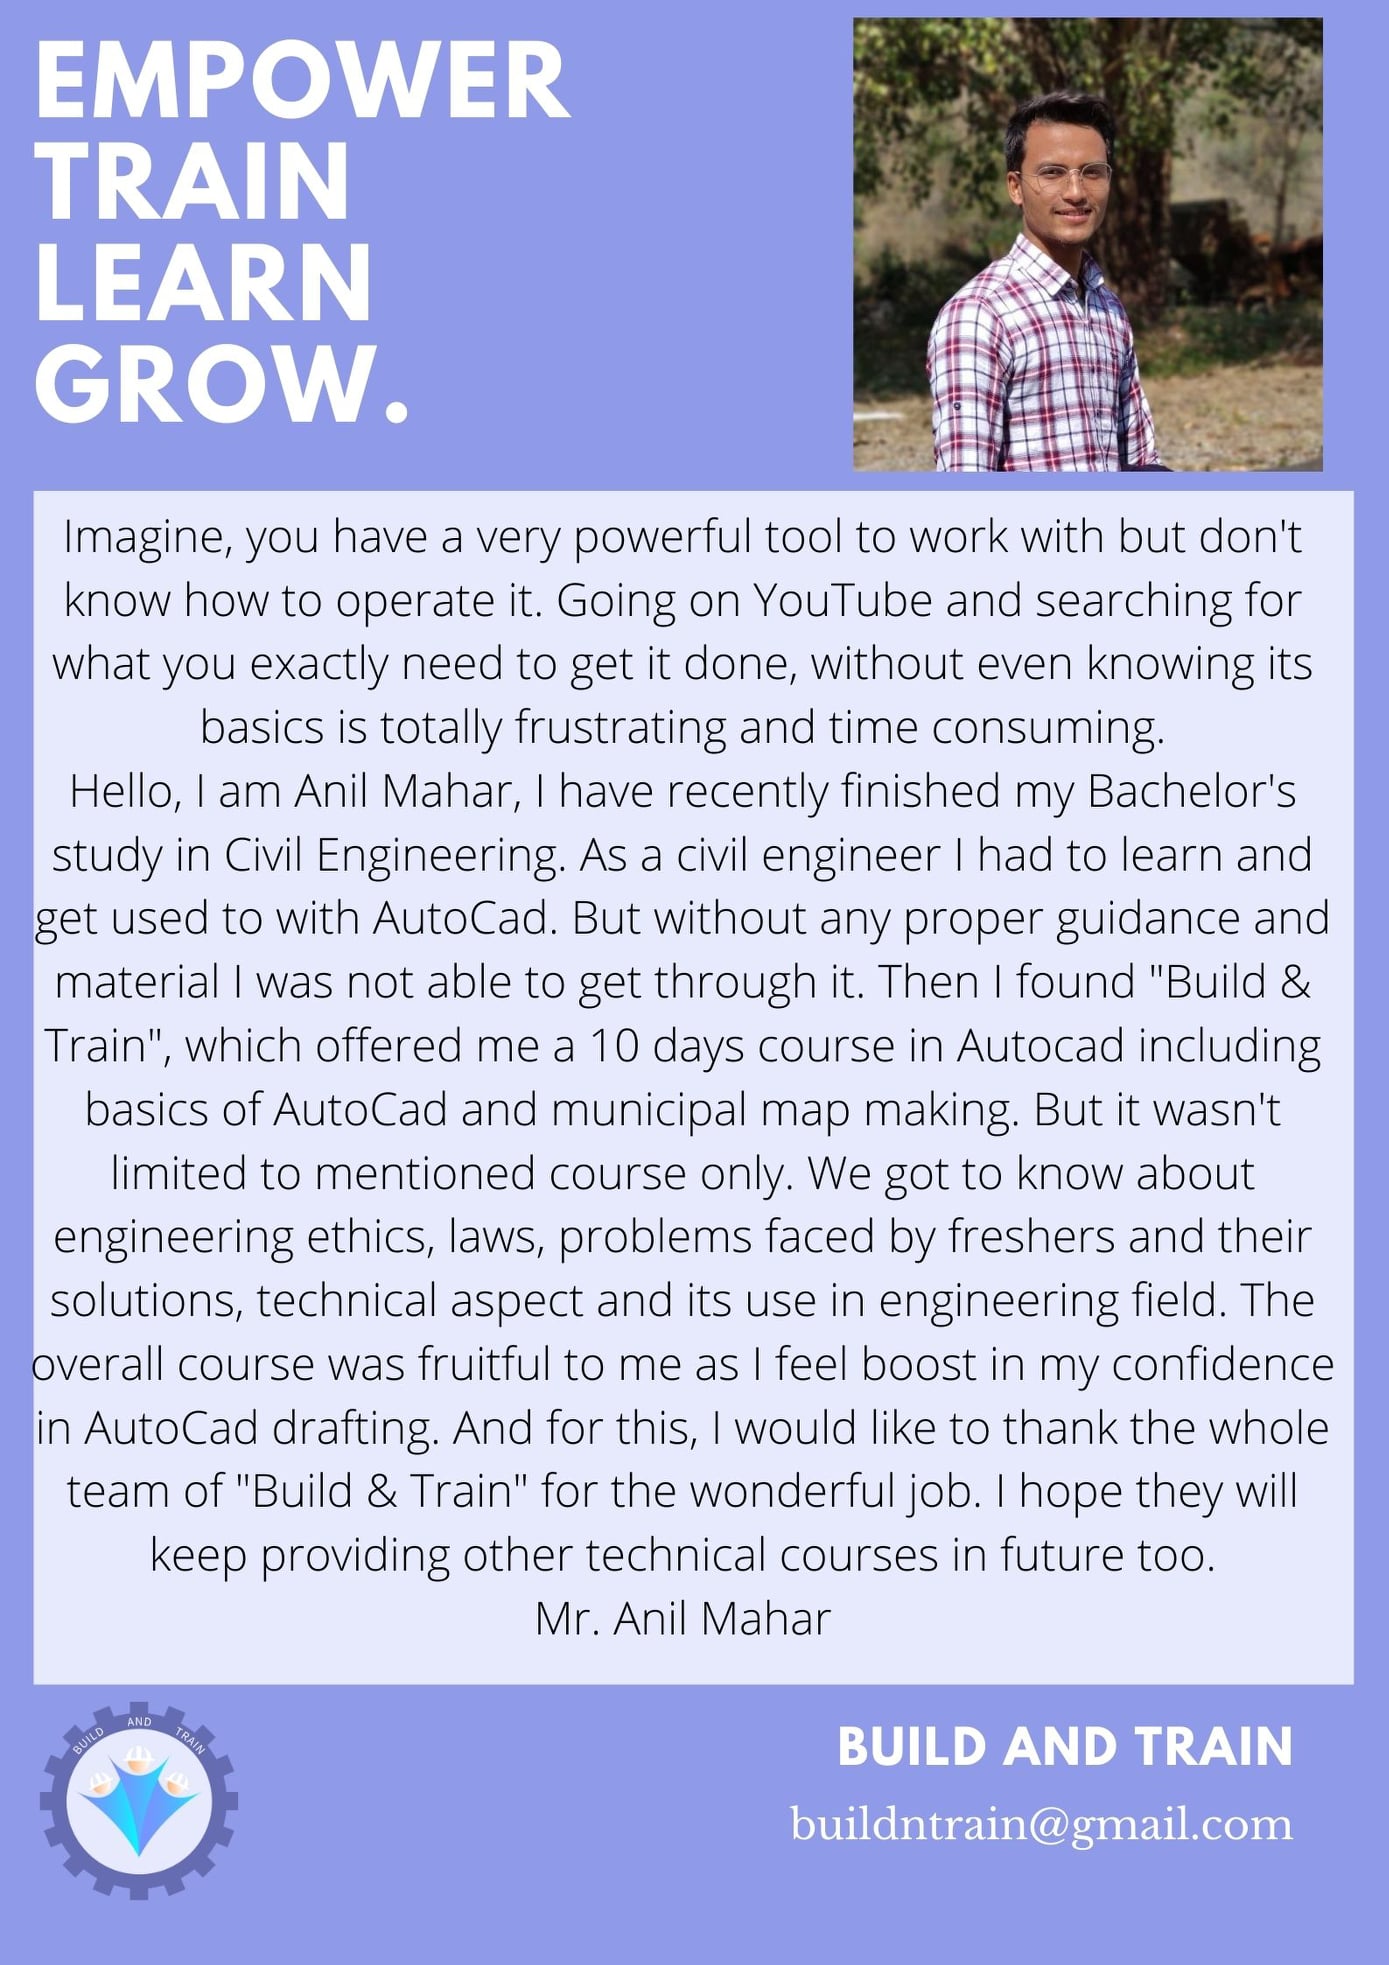 EMPOWER
TRAIN
LEARN
GROW.
Imagine, you have a very powerful tool to work with but don't
know how to operate it. Going on YouTube and searching for
what you exactly need to get it done, without even knowing its
basics is totally frustrating and time consuming.
Hello, I am Anil Mahar, I have recently finished my Bachelor's
study in Civil Engineering. As a civil engineer I had to learn and
get used to with AutoCad. But without any proper guidance and
material I was not able to get through it. Then I found "Build &
Train", which offered me a 10 days course in Autocad including
basics of AutoCad and municipal map making. But it wasn't
limited to mentioned course only. We got to know about
engineering ethics, laws, problems faced by freshers and their
solutions, technical aspect and its use in engineering field. The
overall course was fruitful to me as I feel boost in my confidence
in AutoCad drafting. And for this, I would like to thank the whole
team of "Build & Train" for the wonderful job. I hope they will
keep providing other technical courses in future too.
Mr. Anil Mahar
BUILD AND TRAIN
BUILD AND TRAIN
buildntrain@gmail.com